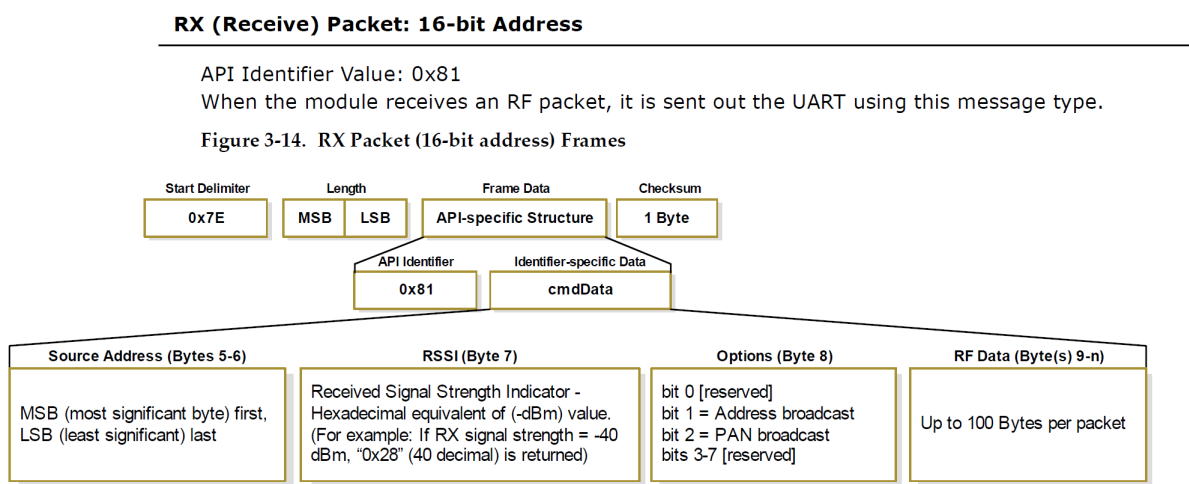 RX (Receive) Packet: 16-bit Address
API Identifier Value: 0x81
When the module receives an RF packet, it is sent out the UART using this message type.
Figure 3-14. RX Packet (16-bit address) Frames
Start Delimiter
Length
Frame Data
Checksum
0x7E
MSB
LSB
API-specific Structure
1 Byte
API Identifier
Identifier-specific Data
0x81
cmdData
Source Address (Bytes 5-6)
RSSI (Byte 7)
Options (Byte 8)
RF Data (Byte(s) 9-n)
MSB (most significant byte) first,
LSB (least significant) last
Received Signal Strength Indicator -
Hexadecimal equivalent of (-dBm) value.
(For example: If RX signal strength = -40
dBm, “0x28” (40 decimal) is returned)
bit 0 [reserved]
bit 1 = Address broadcast
bit 2 = PAN broadcast
bits 3-7 [reserved]
Up to 100 Bytes per packet